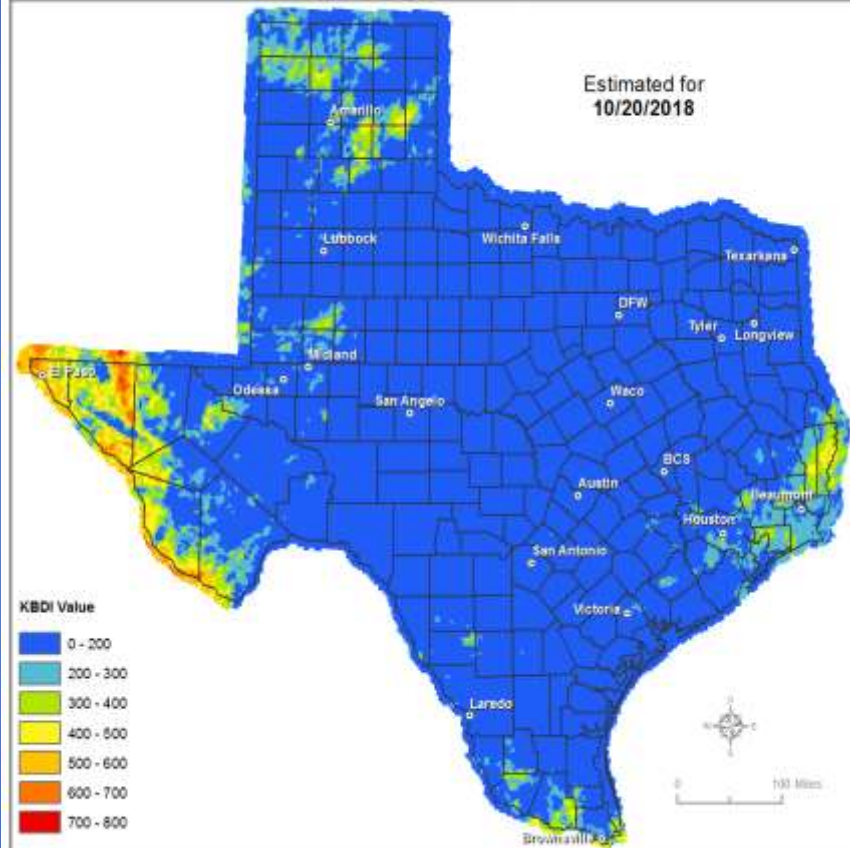 Estimated for
10/20/2018
Amarillo
Lubbock
Wichita Falls
Texarkana
DFW
Tyler
Longview
Midland
El Paso
Odessa
San Angelo
Waco
BCS
Austin
Beaumont
Houston
San Antonio
Victoria
Laredo
Brownsville
KBDI Value
0 - 200
200 - 300
300 - 400
400 - 500
500 - 600
600 - 700
700 - 800
0 100 Miles